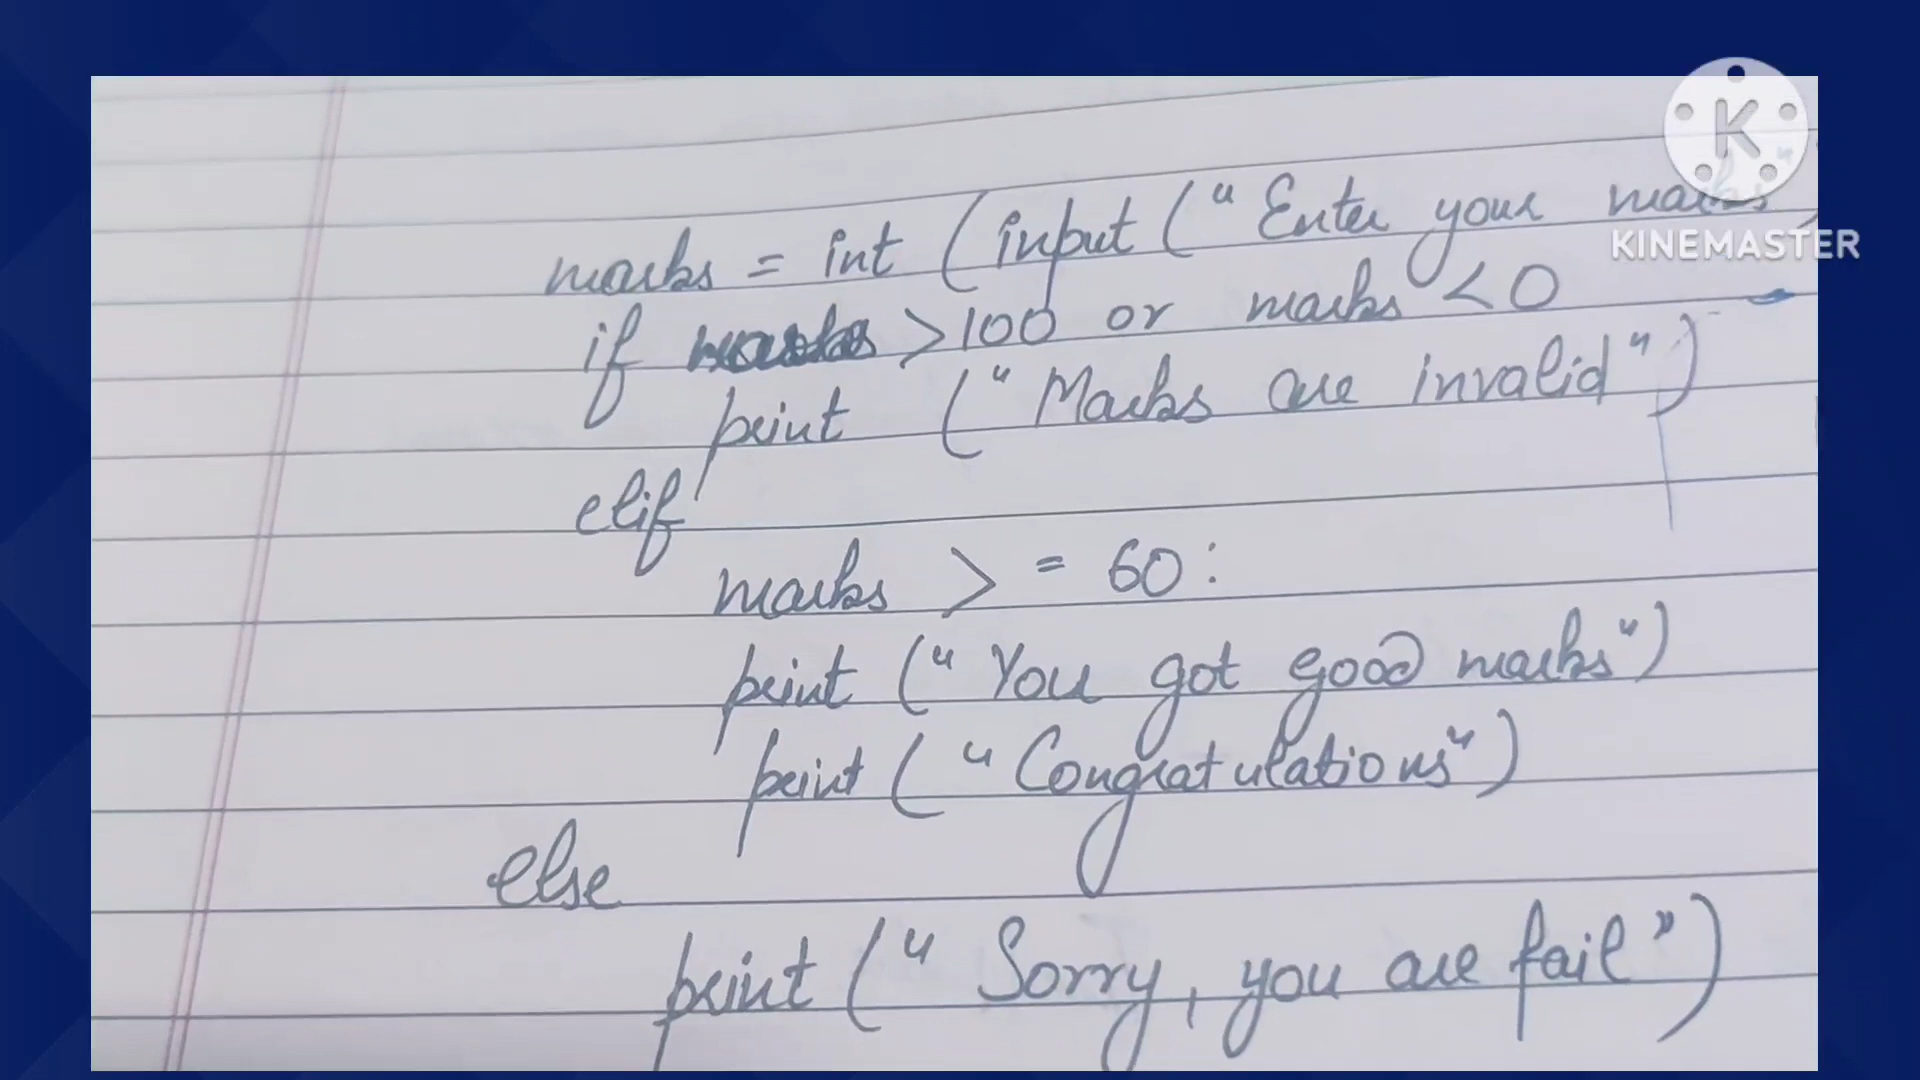 K
KINEMASTER
marks = int (input ("Enter your marks"
if marks >100 or marks <0
print ("Marks are invalid")
elif
marks > = 60:
print ("You got good marks")
print ("Congratulations")
else
print ("Sorry, you are fail")